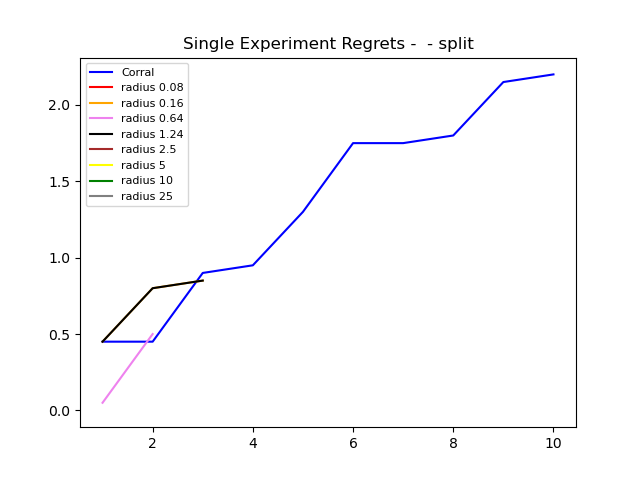 Single Experiment Regrets -  - split
Corral
radius 0.08
radius 0.16
radius 0.64
radius 1.24
radius 2.5
radius 5
radius 10
radius 25
2.0
1.5
1.0
0.5
0.0
2 4 6 8 10